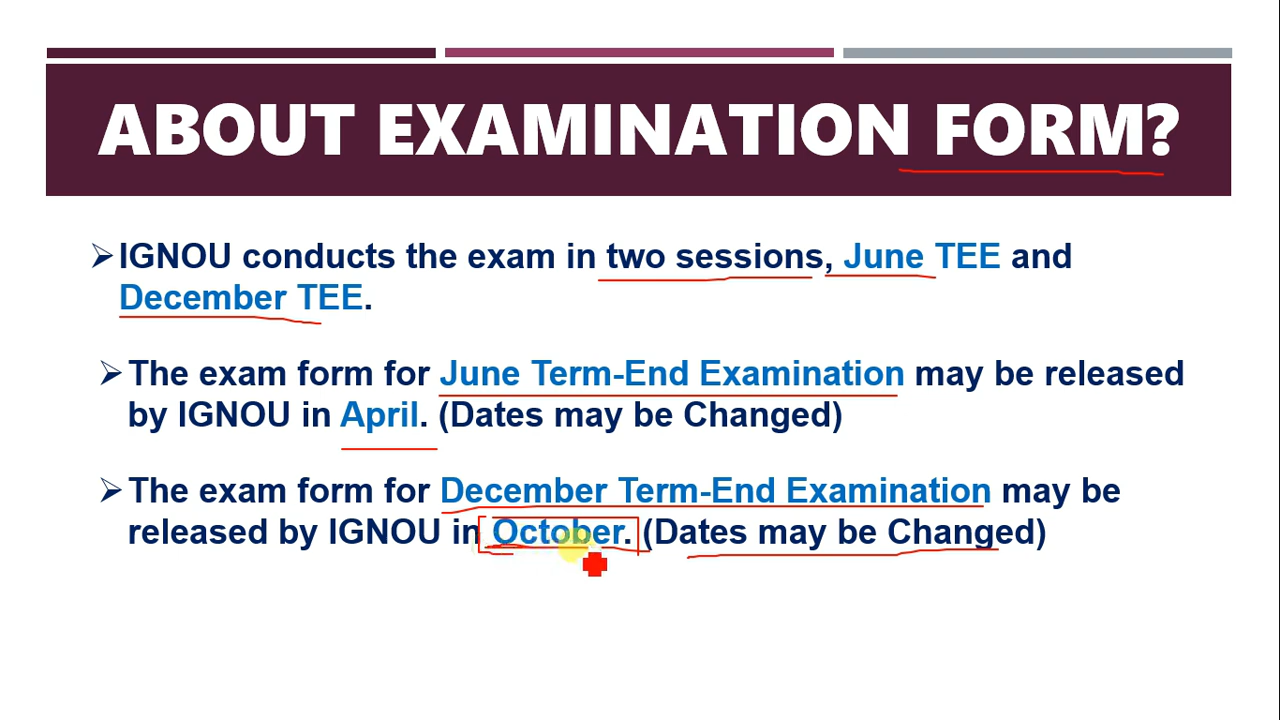 ABOUT EXAMINATION FORM?
➢IGNOU conducts the exam in two sessions, June TEE and
December TEE.
➢The exam form for June Term-End Examination may be released
by IGNOU in April. (Dates may be Changed)
➢The exam form for December Term-End Examination may be
released by IGNOU in October. (Dates may be Changed)